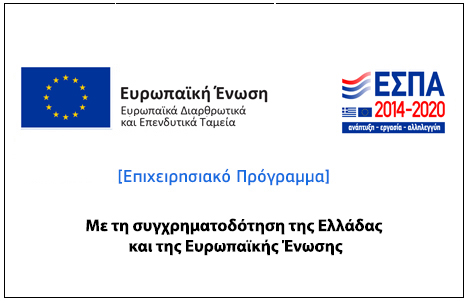 Ευρωπαϊκή Ένωση
Ευρωπαϊκά Διαρθρωτικά
και Επενδυτικά Ταμεία
ΕΣΠΑ
2014-2020
ανάπτυξη - εργασία - αλληλεγγύη
[Επιχειρησιακό Πρόγραμμα]
Με τη συγχρηματοδότηση της Ελλάδας
και της Ευρωπαϊκής Ένωσης